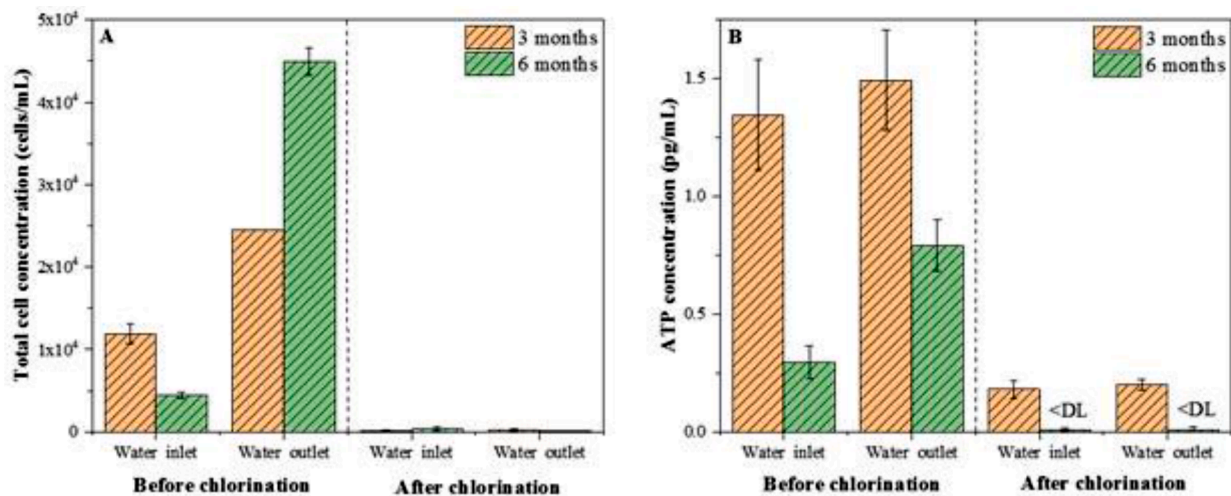 A
3 months
6 months
Total cell concentration (cells/mL)
5x10⁴
4x10⁴
3x10⁴
2x10⁴
1x10⁴
0
Water inlet Water outlet Water inlet Water outlet
Before chlorination After chlorination
B
3 months
6 months
ATP concentration (pg/mL)
1.5
1.0
0.5
0.0
<DL <DL
Water inlet Water outlet Water inlet Water outlet
Before chlorination After chlorination